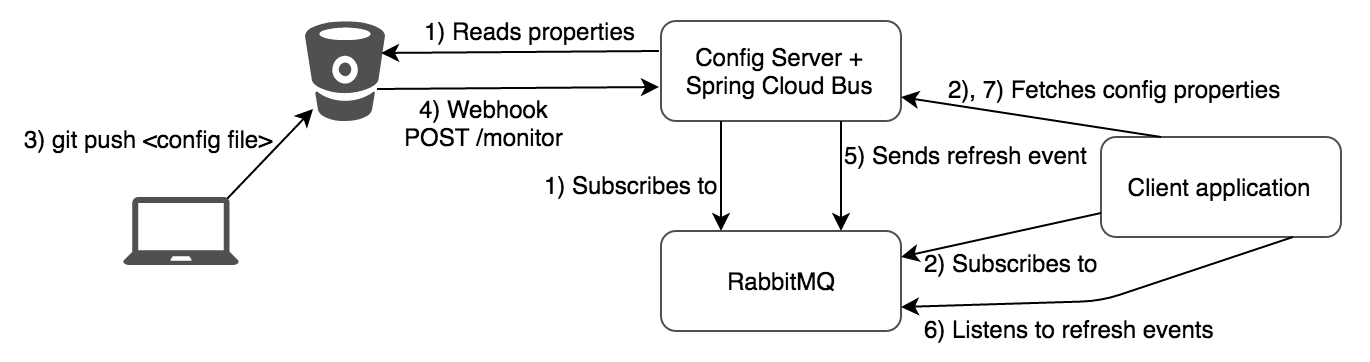 1) Reads properties
Config Server +
Spring Cloud Bus
2), 7) Fetches config properties
4) Webhook
POST /monitor
3) git push <config file>
5) Sends refresh event
1) Subscribes to
Client application
RabbitMQ
2) Subscribes to
6) Listens to refresh events